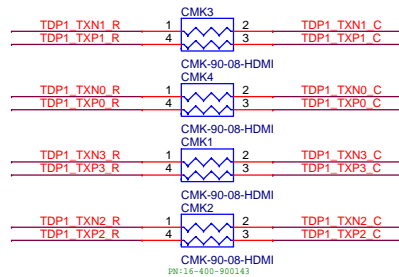 CMK3
TDP1_TXN1_R 1 2 TDP1_TXN1_C
TDP1_TXP1_R 4 3 TDP1_TXP1_C
CMK-90-08-HDMI
CMK4
TDP1_TXN0_R 1 2 TDP1_TXN0_C
TDP1_TXP0_R 4 3 TDP1_TXP0_C
CMK-90-08-HDMI
CMK1
TDP1_TXN3_R 1 2 TDP1_TXN3_C
TDP1_TXP3_R 4 3 TDP1_TXP3_C
CMK-90-08-HDMI
CMK2
TDP1_TXN2_R 1 2 TDP1_TXN2_C
TDP1_TXP2_R 4 3 TDP1_TXP2_C
CMK-90-08-HDMI
PN:16-400-900143